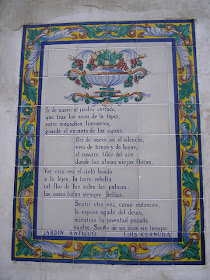 Ir de nuevo al jardín cerrado,
que tras los arcos de la tapia,
entre magnolios, limoneros,
guarda el encanto de las aguas.
Oír de nuevo en el silencio,
vivo de trinos y de hojas,
el susurro tibio del aire
donde las almas viejas flotan.
Ver otra vez el cielo hondo
a lo lejos, la torre esbelta
tal flor de luz sobre las palmas:
las cosas todas siempre bellas.
Sentir otra vez, como entonces,
la espina aguda del deseo,
mientras la juventud pasada
vuelve. Sueño de un dios sin tiempo.
JARDIN ANTIGUO LUIS CERNUDA